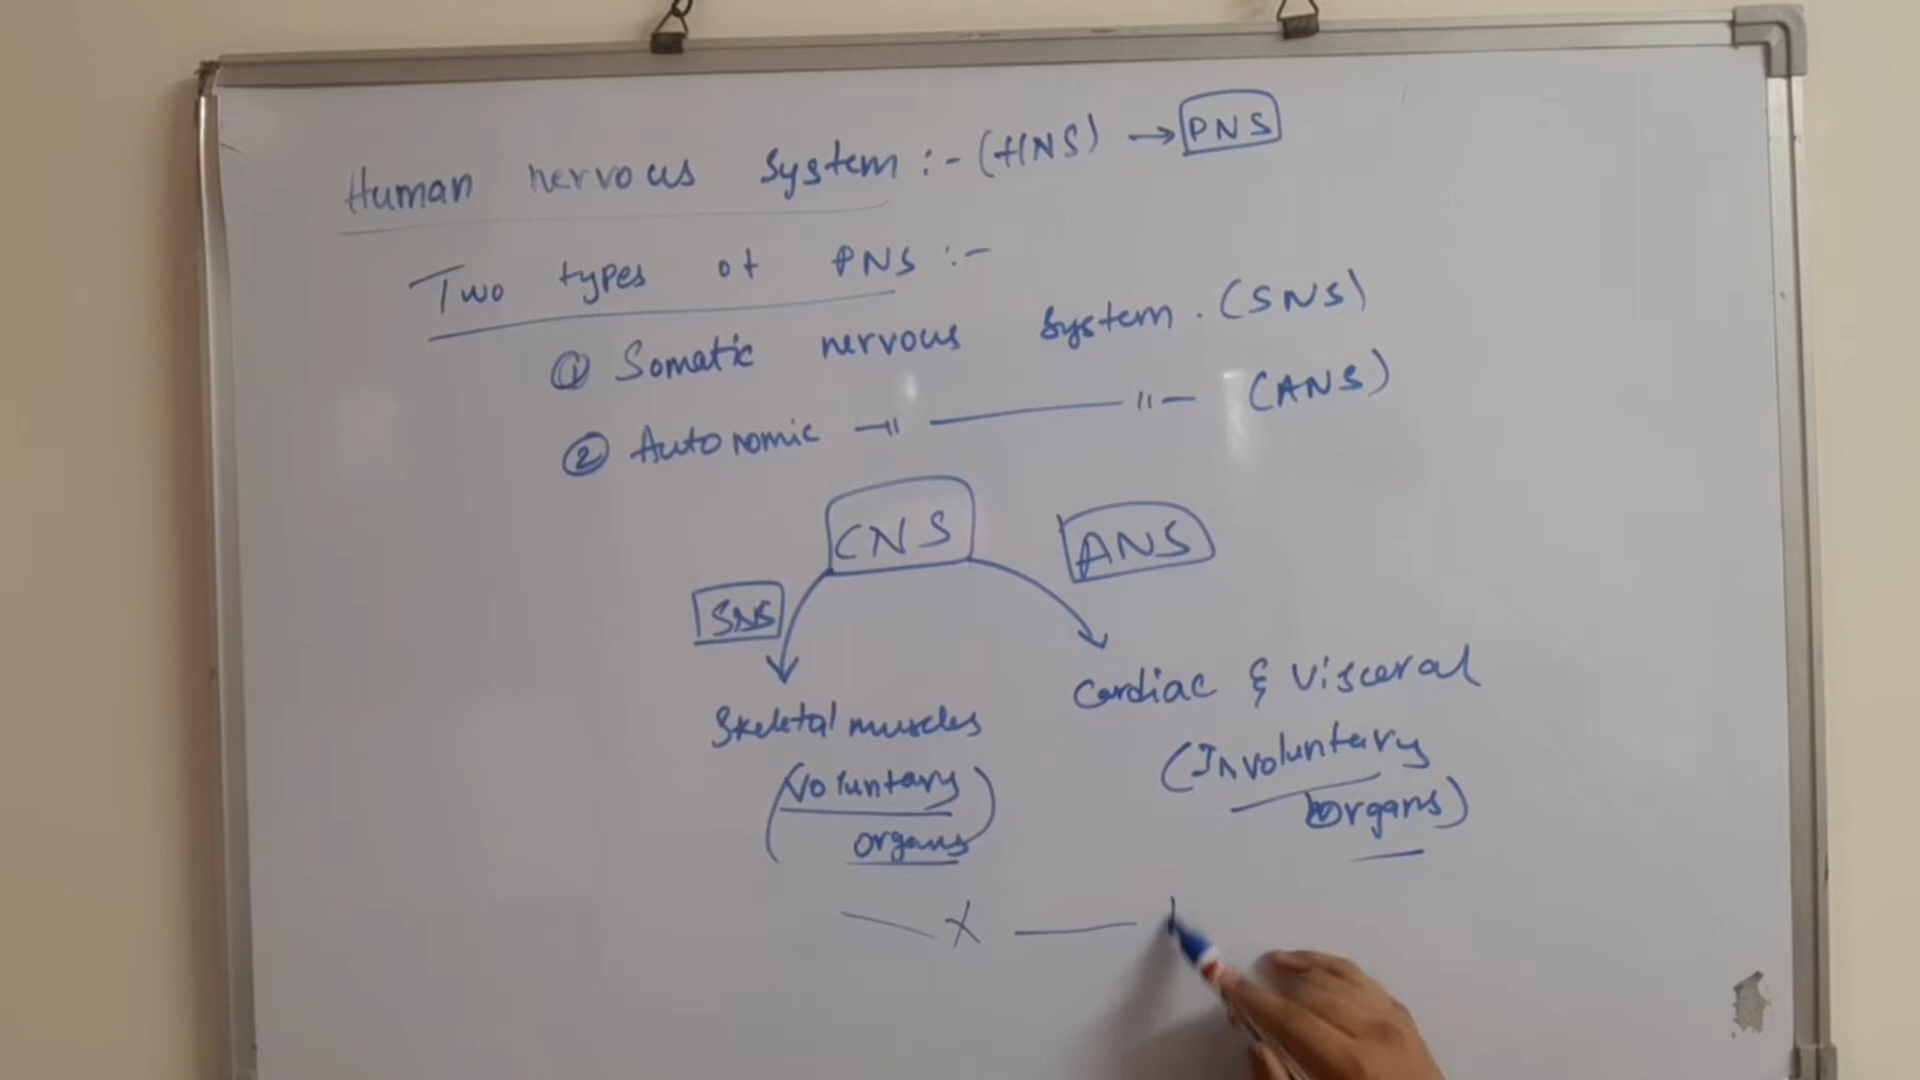 Human nervous system :- (HNS) → PNS
Two types of PNS :-
① Somatic nervous system. (SNS)
② Autonomic —〃 ——— 〃— (ANS)
CNS
ANS
SNS
Cardiac & Visceral
Skeletal muscles
(Involuntary
organs)
(Voluntary
organs)
— X —